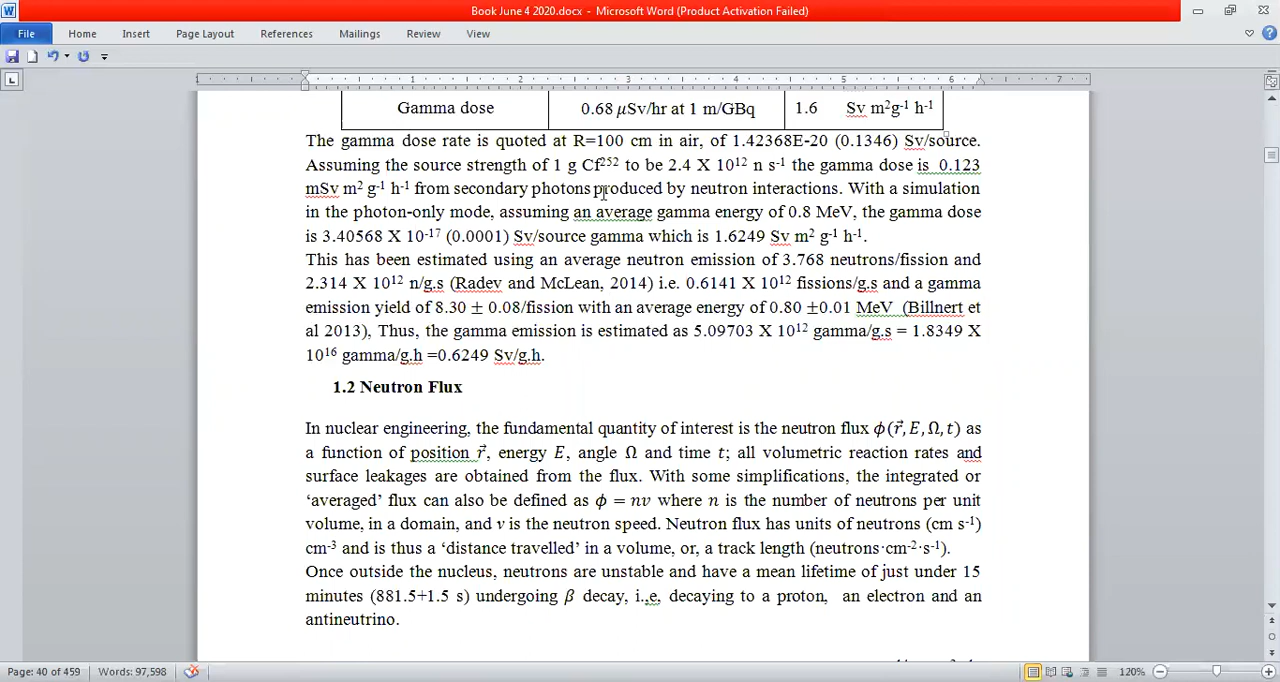 Book June 4 2020.docx - Microsoft Word (Product Activation Failed)
File Home Insert Page Layout References Mailings Review View
1 1 2 3 4 5 6 7
Gamma dose 0.68 𝜇Sv/hr at 1 m/GBq 1.6 Sv m²g⁻¹ h⁻¹
The gamma dose rate is quoted at R=100 cm in air, of 1.42368E-20 (0.1346) Sv/source.
Assuming the source strength of 1 g Cf²⁵² to be 2.4 X 10¹² n s⁻¹ the gamma dose is 0.123
mSv m² g⁻¹ h⁻¹ from secondary photons produced by neutron interactions. With a simulation
in the photon-only mode, assuming an average gamma energy of 0.8 MeV, the gamma dose
is 3.40568 X 10⁻¹⁷ (0.0001) Sv/source gamma which is 1.6249 Sv m² g⁻¹ h⁻¹.
This has been estimated using an average neutron emission of 3.768 neutrons/fission and
2.314 X 10¹² n/g.s (Radev and McLean, 2014) i.e. 0.6141 X 10¹² fissions/g.s and a gamma
emission yield of 8.30 ± 0.08/fission with an average energy of 0.80 ±0.01 MeV (Billnert et
al 2013), Thus, the gamma emission is estimated as 5.09703 X 10¹² gamma/g.s = 1.8349 X
10¹⁶ gamma/g.h =0.6249 Sv/g.h.
1.2 Neutron Flux
In nuclear engineering, the fundamental quantity of interest is the neutron flux 𝜙(𝑟⃗, 𝐸, Ω, 𝑡) as
a function of position 𝑟⃗, energy 𝐸, angle Ω and time 𝑡; all volumetric reaction rates and
surface leakages are obtained from the flux. With some simplifications, the integrated or
‘averaged’ flux can also be defined as 𝜙 = 𝑛𝑣 where 𝑛 is the number of neutrons per unit
volume, in a domain, and v is the neutron speed. Neutron flux has units of neutrons (cm s⁻¹)
cm⁻³ and is thus a ‘distance travelled’ in a volume, or, a track length (neutrons·cm⁻²·s⁻¹).
Once outside the nucleus, neutrons are unstable and have a mean lifetime of just under 15
minutes (881.5+1.5 s) undergoing 𝛽 decay, i.,e, decaying to a proton, an electron and an
antineutrino.
Page: 40 of 459 Words: 97,598 120%